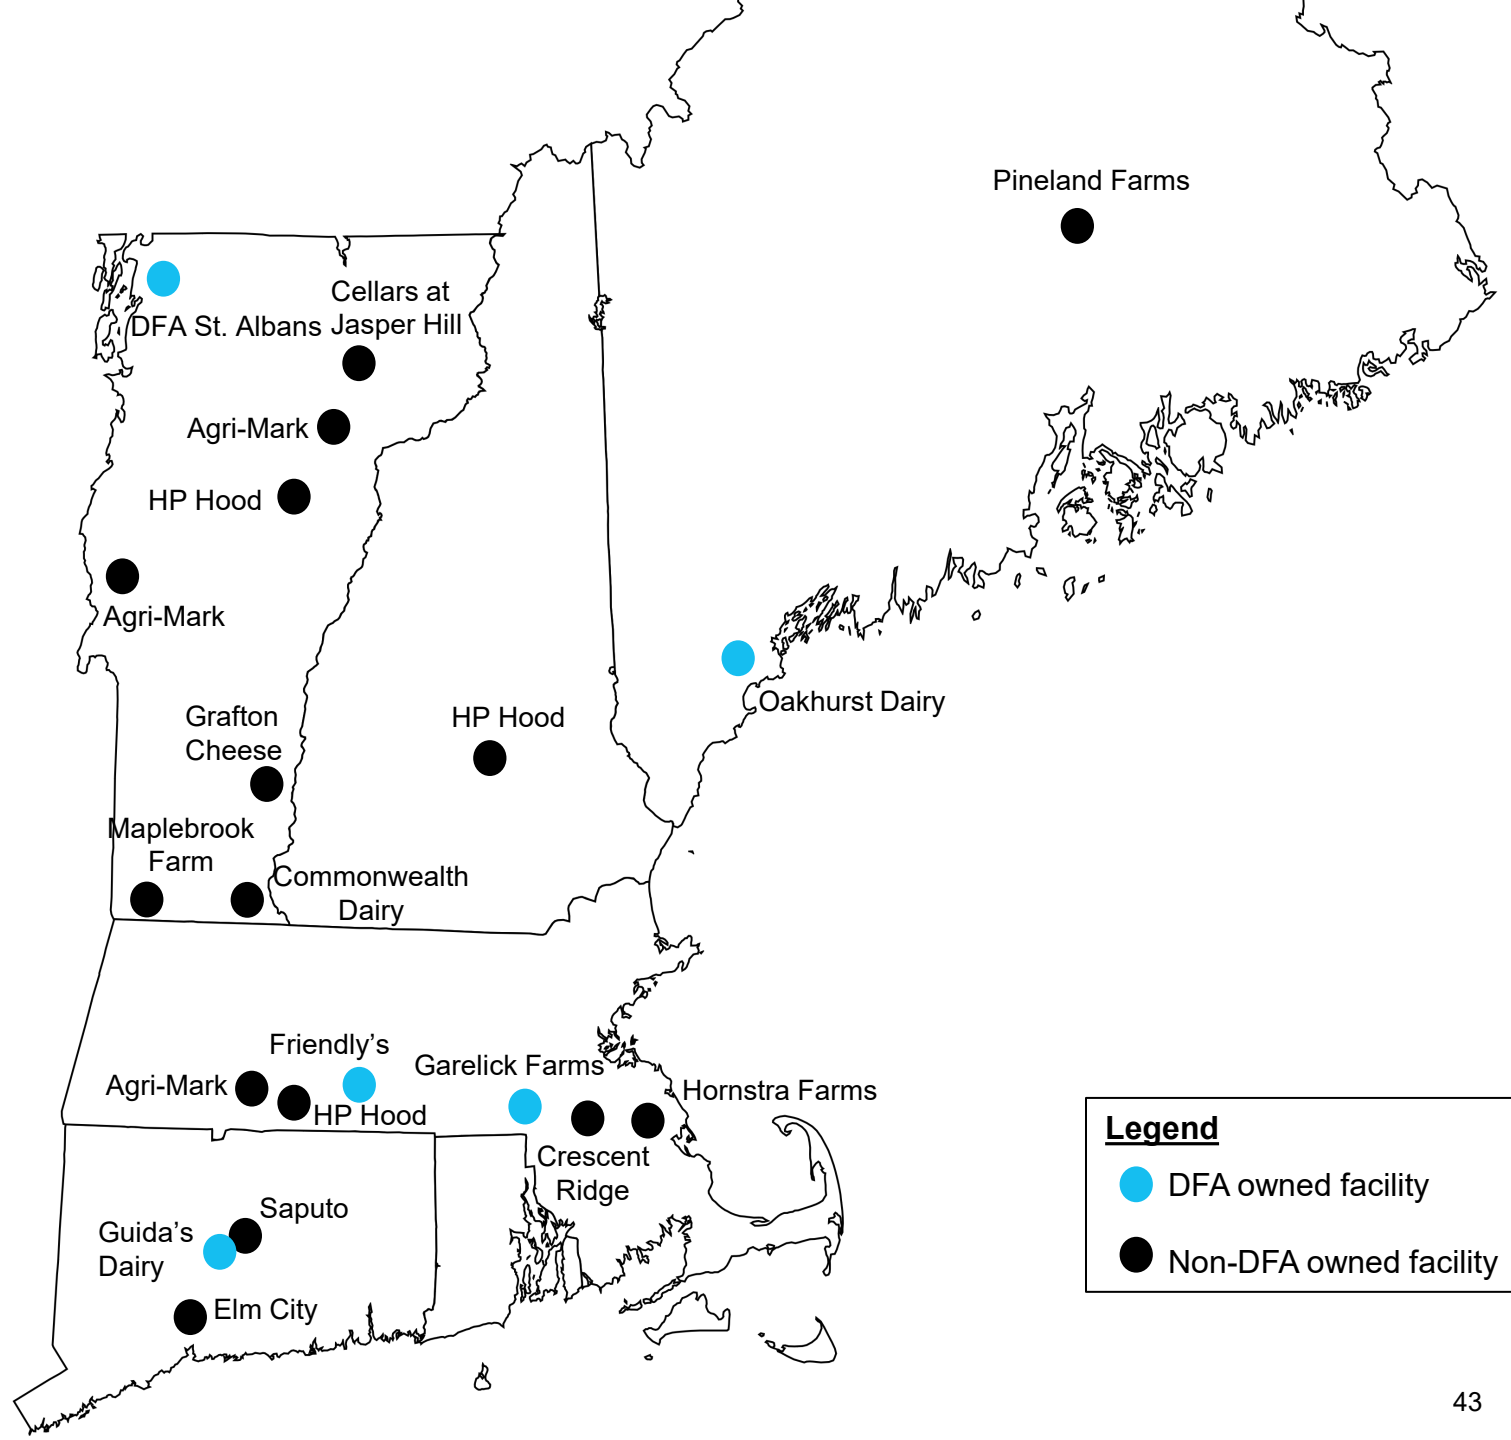 Pineland Farms
Cellars at
Jasper Hill
DFA St. Albans
Agri-Mark
HP Hood
Agri-Mark
Oakhurst Dairy
Grafton
Cheese
HP Hood
Maplebrook
Farm
Commonwealth
Dairy
Friendly’s
Garelick Farms
Agri-Mark
HP Hood
Hornstra Farms
Crescent
Ridge
Saputo
Guida’s
Dairy
Elm City
Legend
DFA owned facility
Non-DFA owned facility
43